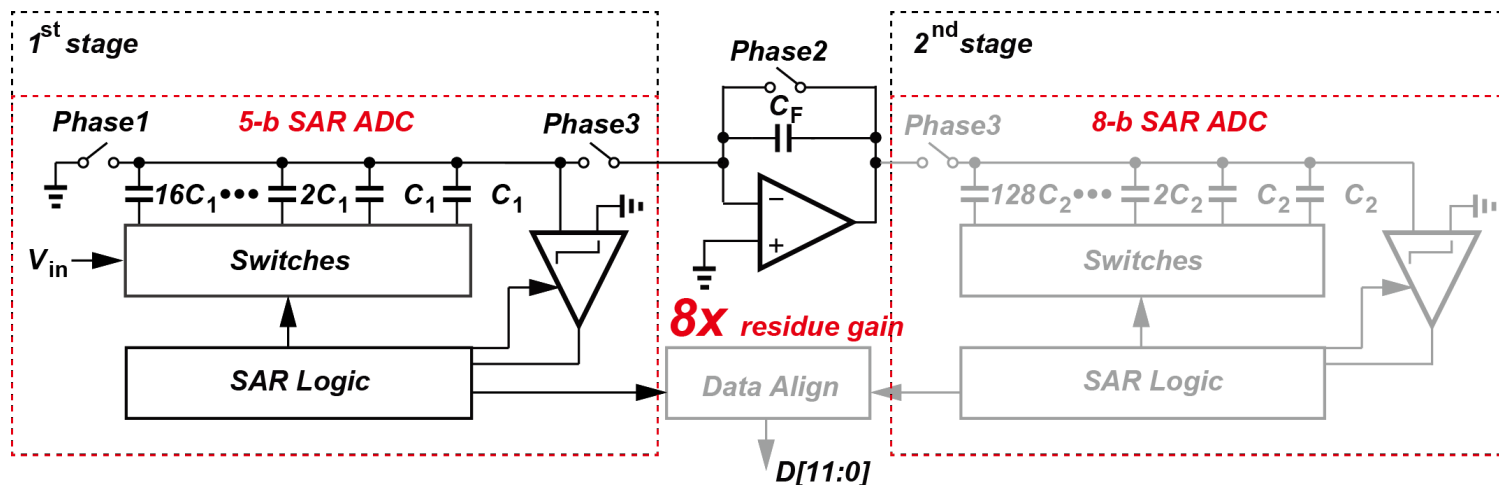 1st stage
2nd stage
Phase2
Phase1
5-b SAR ADC
Phase3
CF
Phase3
8-b SAR ADC
16C1••• 2C1 C1 C1
128C2••• 2C2 C2 C2
−
+
Vin
Switches
Switches
8x residue gain
SAR Logic
Data Align
SAR Logic
D[11:0]